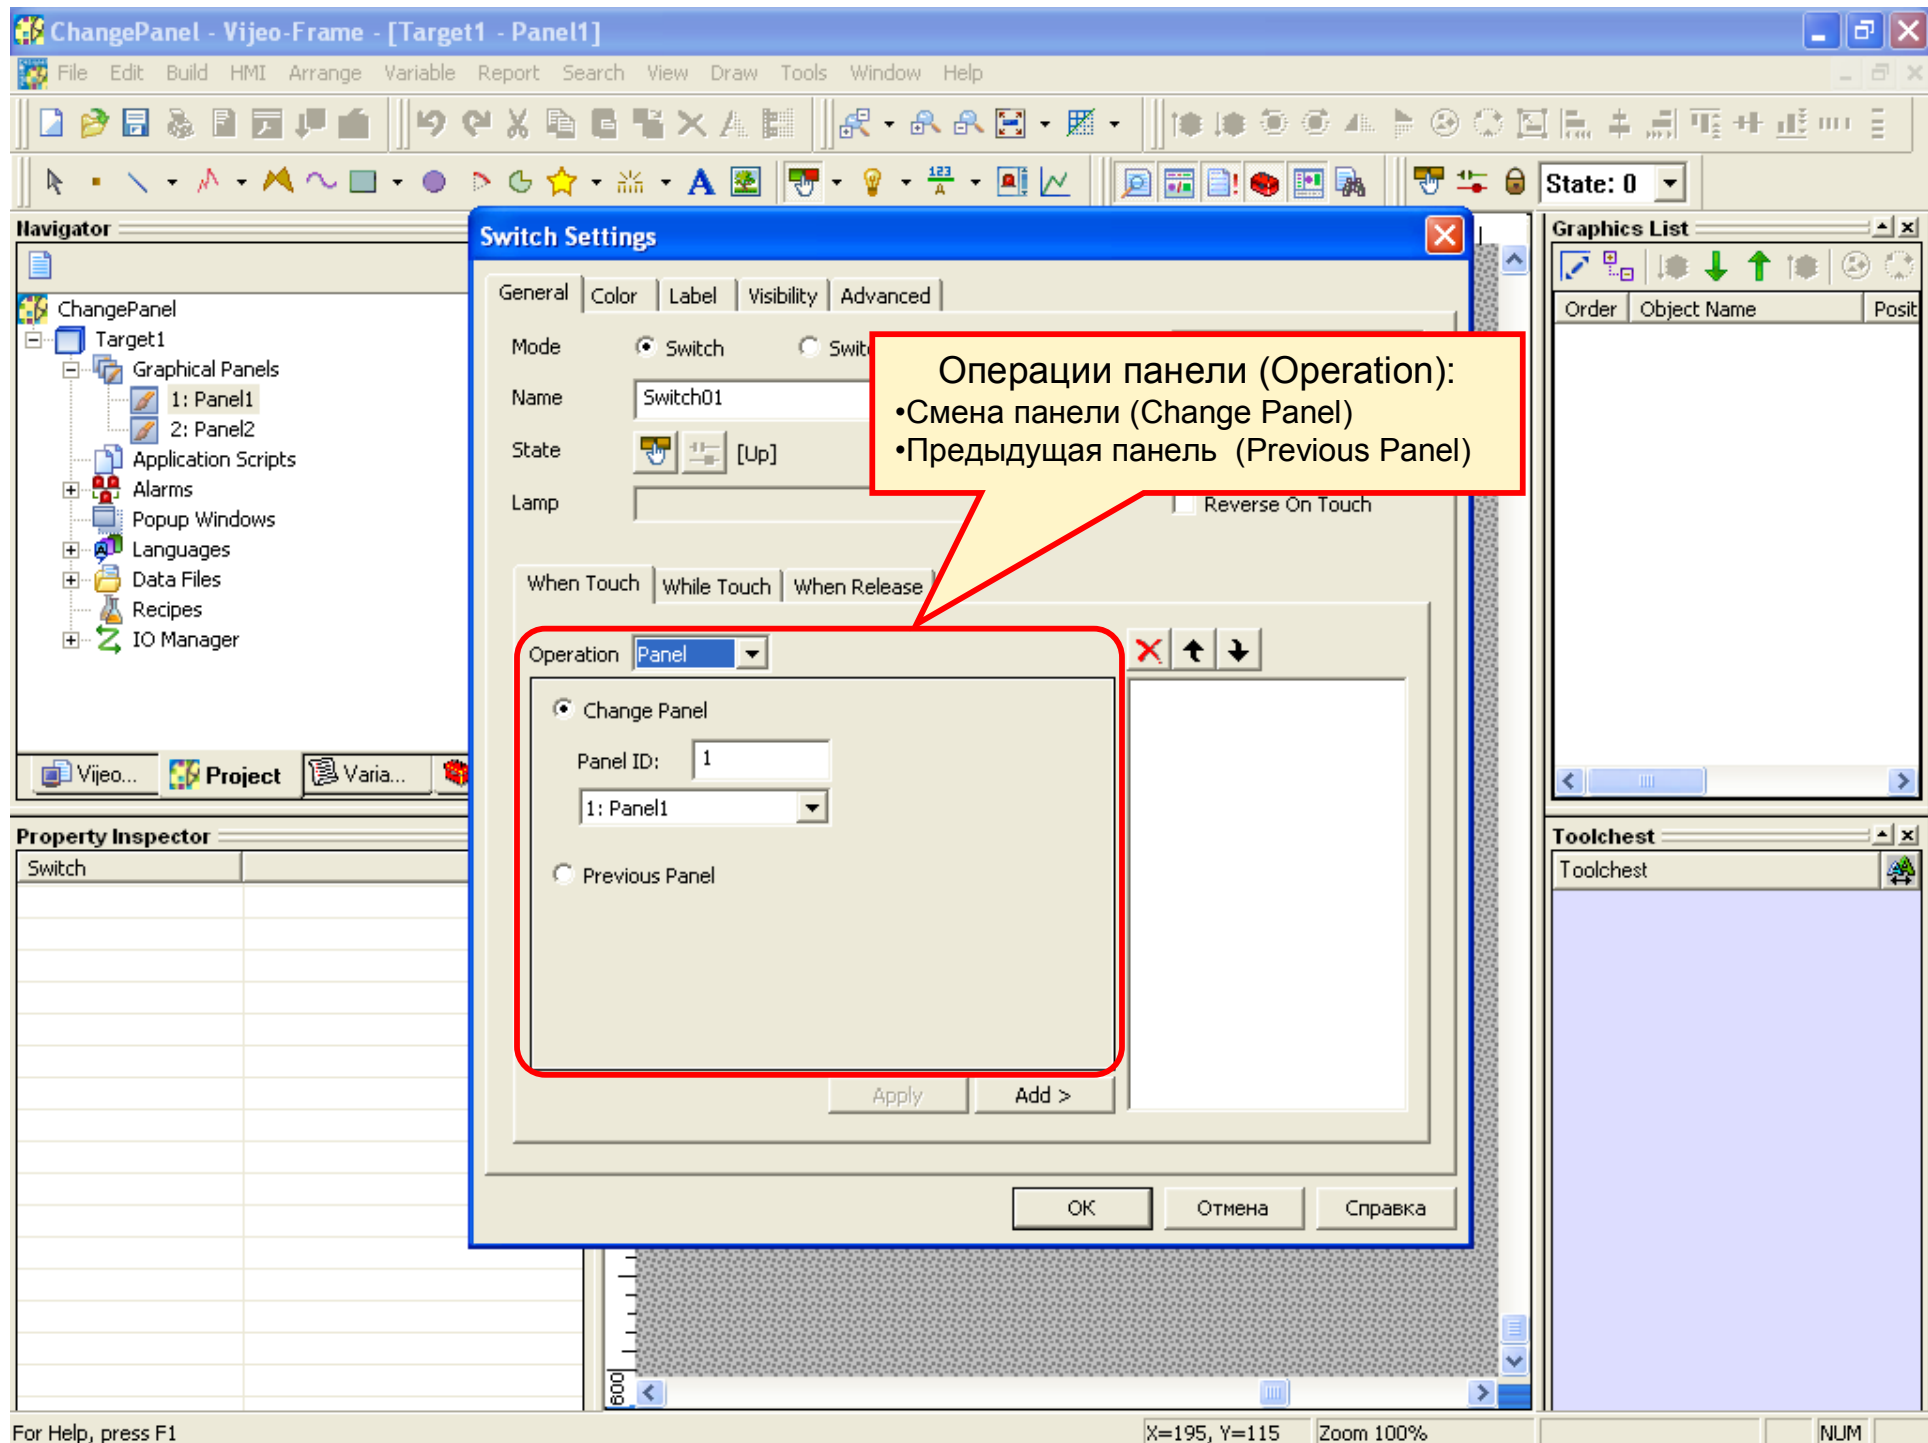 ChangePanel - Vijeo-Frame - [Target1 - Panel1]
File Edit Build HMI Arrange Variable Report Search View Draw Tools Window Help
State: 0
Navigator
ChangePanel
Target1
Graphical Panels
1: Panel1
2: Panel2
Application Scripts
Alarms
Popup Windows
Languages
Data Files
Recipes
IO Manager
Vijeo... Project Varia...
Property Inspector
Switch
Switch Settings
General Color Label Visibility Advanced
Mode Switch
Name Switch01
State [Up]
Lamp Reverse On Touch
Операции панели (Operation):
•Смена панели (Change Panel)
•Предыдущая панель (Previous Panel)
When Touch While Touch When Release
Operation Panel
Change Panel
Panel ID: 1
1: Panel1
Previous Panel
Apply Add >
OK Отмена Справка
600
Graphics List
Order Object Name Posit
Toolchest
Toolchest
For Help, press F1 X=195, Y=115 Zoom 100% NUM